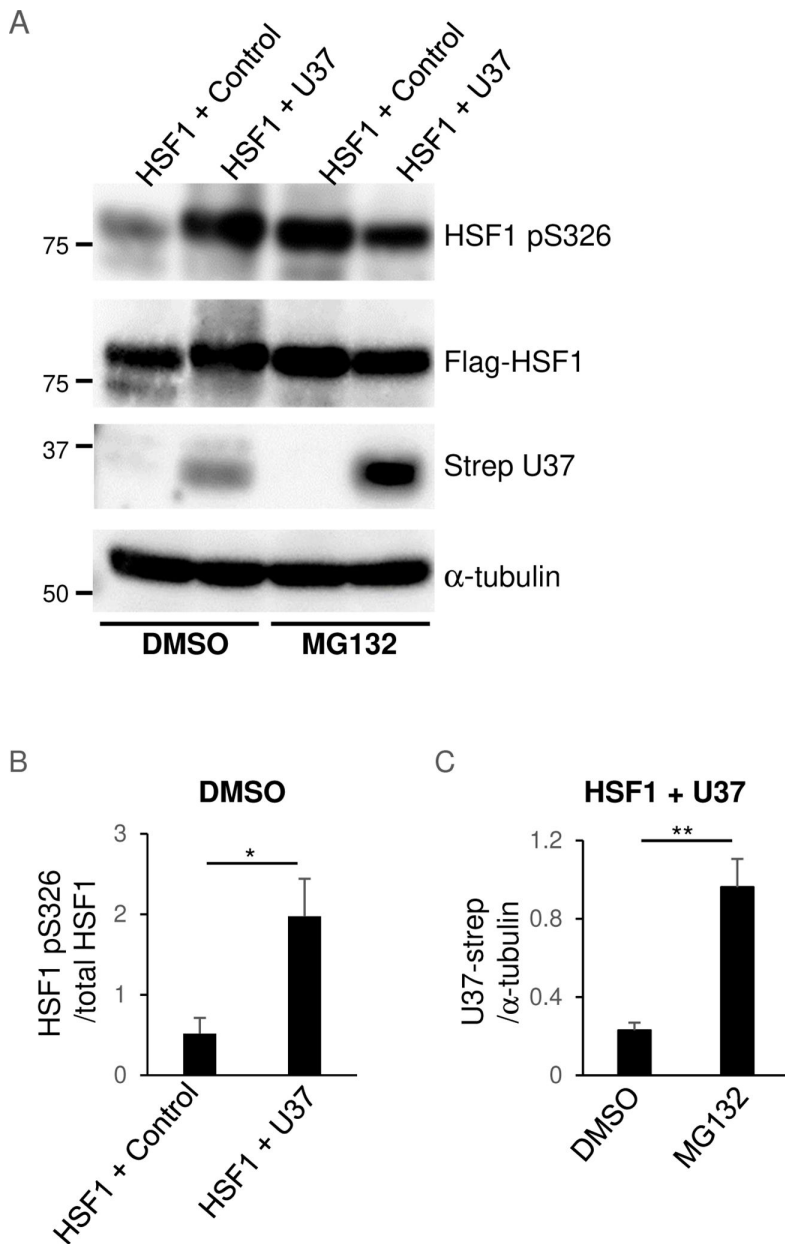 A
HSF1 + Control
HSF1 + U37
HSF1 + Control
HSF1 + U37
75
HSF1 pS326
75
Flag-HSF1
37
Strep U37
50
α-tubulin
DMSO
MG132
B
DMSO
HSF1 pS326
/total HSF1
3
2
1
0
*
HSF1 + Control
HSF1 + U37
C
HSF1 + U37
U37-strep
/α-tubulin
1.2
0.8
0.4
0
**
DMSO
MG132